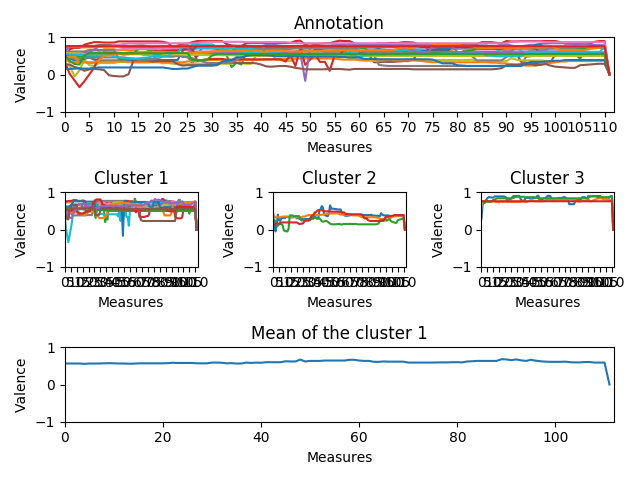 Annotation
Valence
1
0
−1
0 5 10 15 20 25 30 35 40 45 50 55 60 65 70 75 80 85 90 95 100 105 110
Measures
Cluster 1 Cluster 2 Cluster 3
Valence Valence Valence
1 1 1
0 0 0
−1 −1 −1
Measures Measures Measures
Mean of the cluster 1
Valence
1
0
−1
0 20 40 60 80 100
Measures